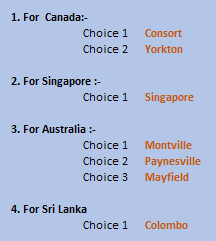 1. For Canada:-
Choice 1 Consort
Choice 2 Yorkton
2. For Singapore :-
Choice 1 Singapore
3. For Australia :-
Choice 1 Montville
Choice 2 Paynesville
Choice 3 Mayfield
4. For Sri Lanka
Choice 1 Colombo